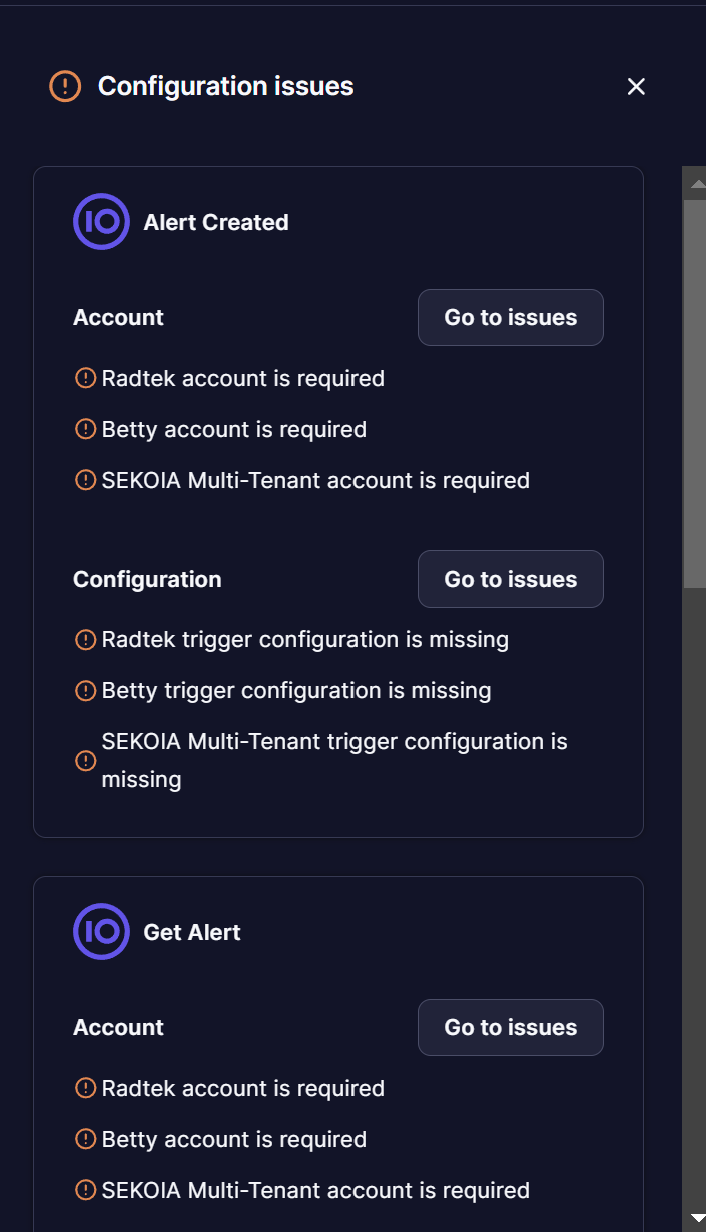 Configuration issues
IO
Alert Created
Account
Go to issues
Radtek account is required
Betty account is required
SEKOIA Multi-Tenant account is required
Configuration
Go to issues
Radtek trigger configuration is missing
Betty trigger configuration is missing
SEKOIA Multi-Tenant trigger configuration is
missing
IO
Get Alert
Account
Go to issues
Radtek account is required
Betty account is required
SEKOIA Multi-Tenant account is required